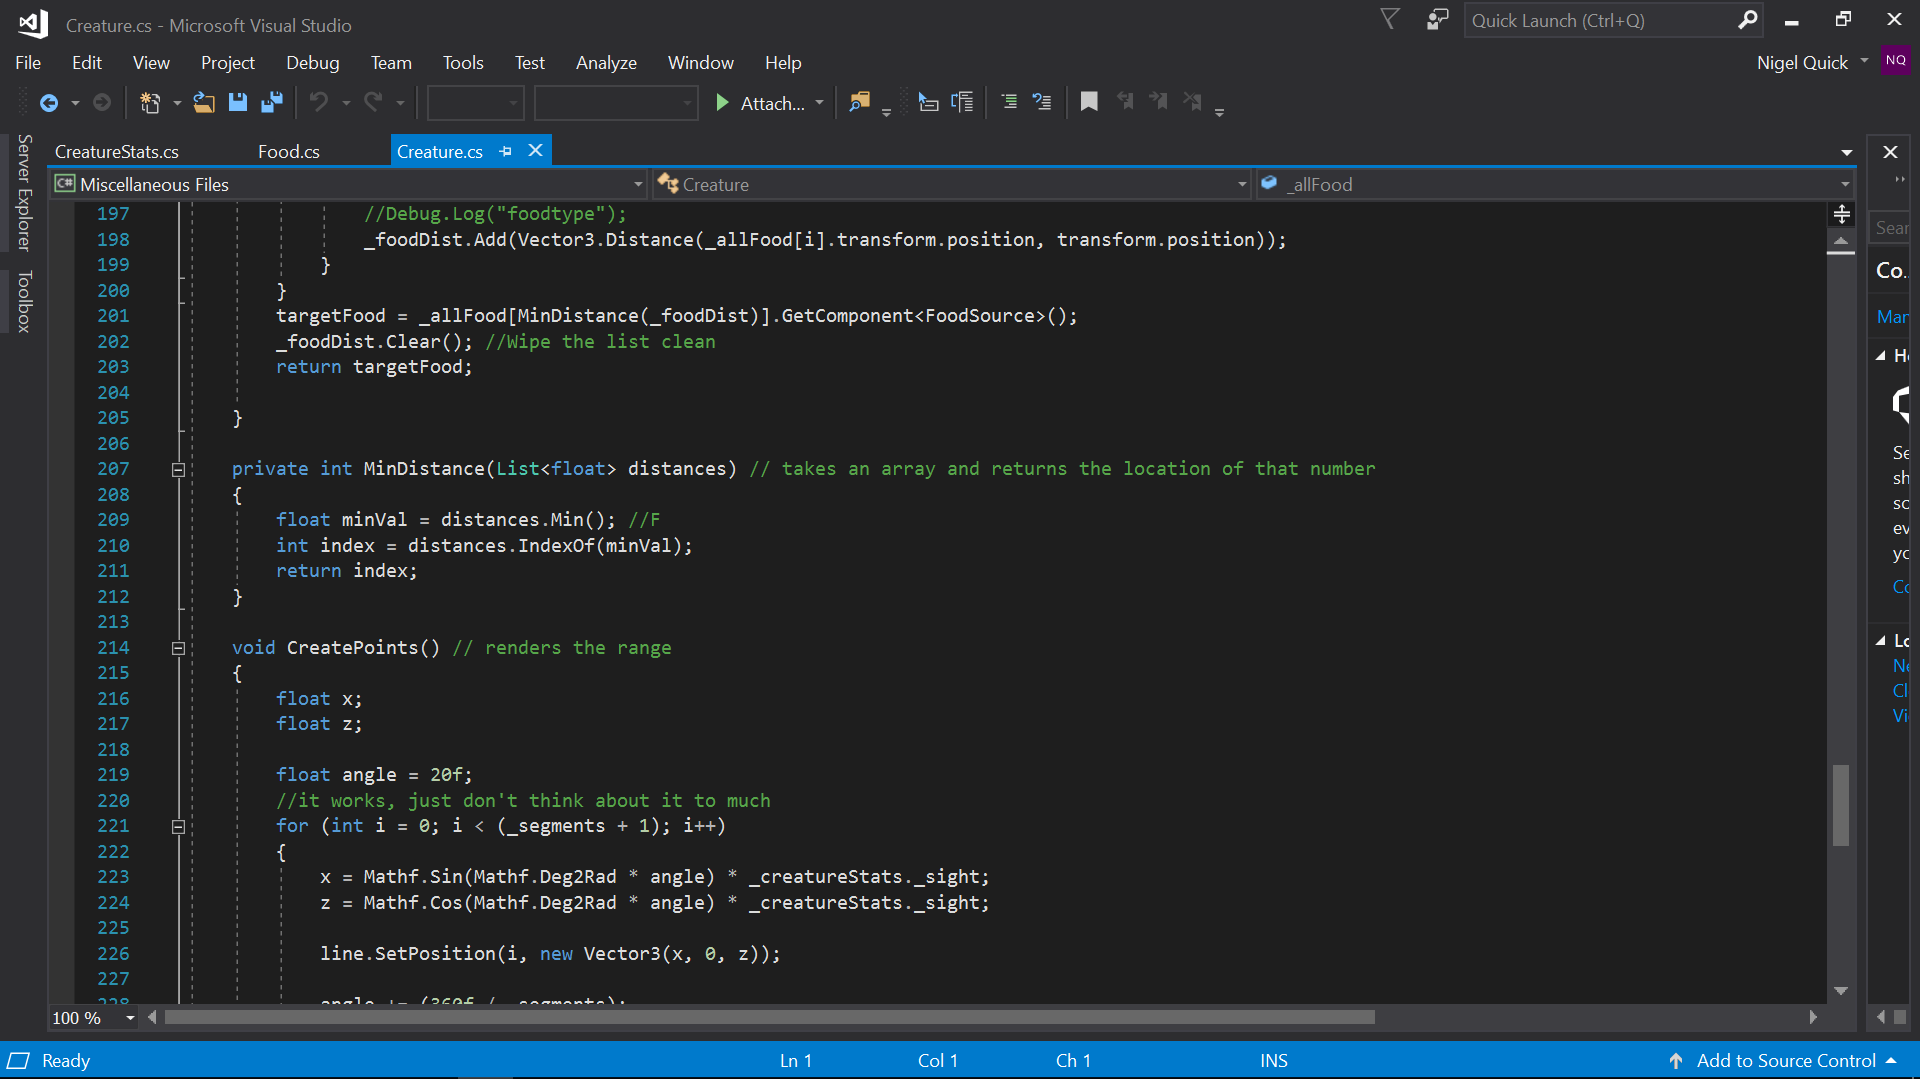 Creature.cs - Microsoft Visual Studio
Quick Launch (Ctrl+Q)
File Edit View Project Debug Team Tools Test Analyze Window Help
Nigel Quick NQ
Attach...
Server Explorer
Toolbox
CreatureStats.cs Food.cs Creature.cs
C# Miscellaneous Files Creature _allFood
197 //Debug.Log("foodtype");
198 _foodDist.Add(Vector3.Distance(_allFood[i].transform.position, transform.position));
199 }
200 }
201 targetFood = _allFood[MinDistance(_foodDist)].GetComponent<FoodSource>();
202 _foodDist.Clear(); //Wipe the list clean
203 return targetFood;
204
205 }
206
207 private int MinDistance(List<float> distances) // takes an array and returns the location of that number
208 {
209 float minVal = distances.Min(); //F
210 int index = distances.IndexOf(minVal);
211 return index;
212 }
213
214 void CreatePoints() // renders the range
215 {
216 float x;
217 float z;
218
219 float angle = 20f;
220 //it works, just don't think about it to much
221 for (int i = 0; i < (_segments + 1); i++)
222 {
223 x = Mathf.Sin(Mathf.Deg2Rad * angle) * _creatureStats._sight;
224 z = Mathf.Cos(Mathf.Deg2Rad * angle) * _creatureStats._sight;
225
226 line.SetPosition(i, new Vector3(x, 0, z));
227
228 angle += (360f / _segments);
100 %
Sear
Co..
Mar
He
Se
sh
so
ev
yo
Co
Lo
Ne
Cl
Vi
Ready Ln 1 Col 1 Ch 1 INS Add to Source Control